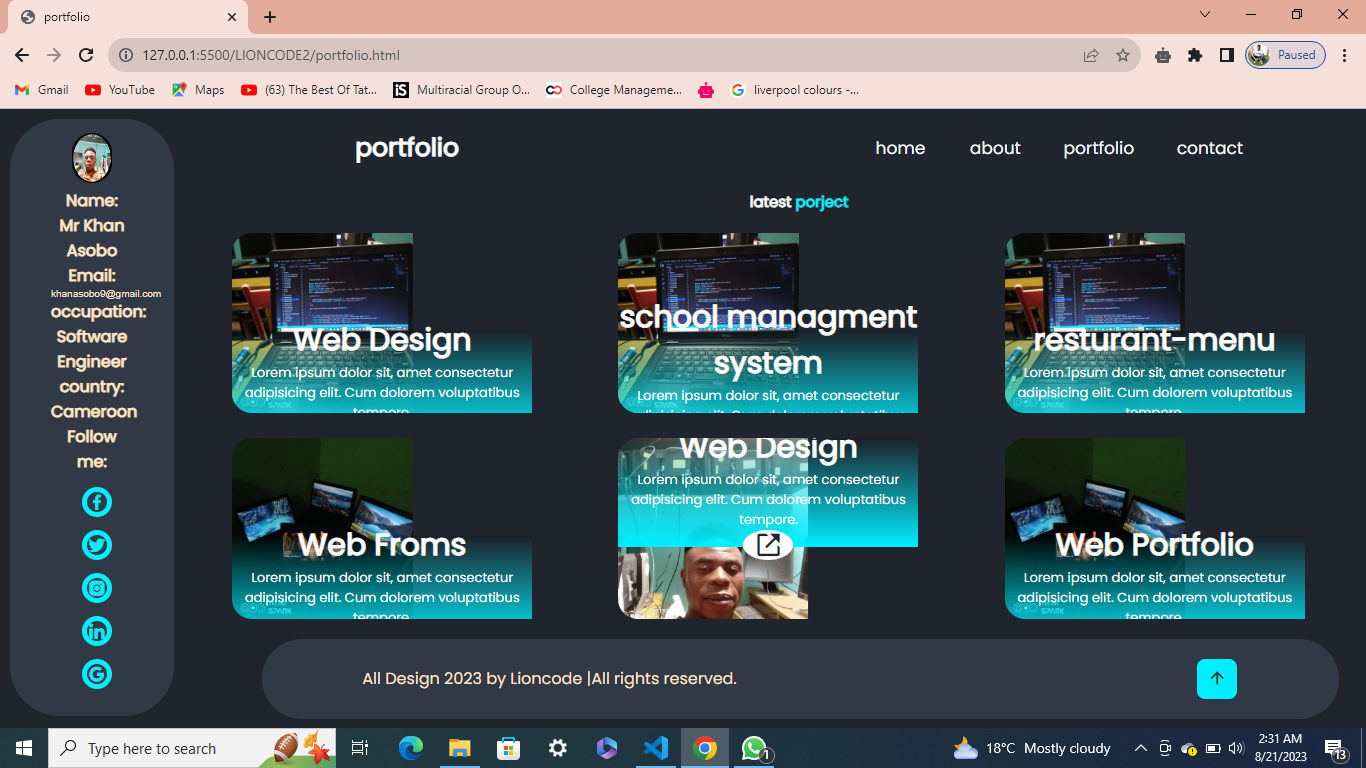 portfolio
127.0.0.1:5500/LIONCODE2/portfolio.html
Paused
Gmail
YouTube
Maps
(63) The Best Of Tat...
Multiracial Group O...
College Manageme...
liverpool colours -...
Name:
Mr Khan
Asobo
Email:
khanasobo9@gmail.com
occupation:
Software
Engineer
country:
Cameroon
Follow
me:
portfolio
home
about
portfolio
contact
latest porject
Web Design
Lorem ipsum dolor sit, amet consectetur
adipisicing elit. Cum dolorem voluptatibus
tempore.
school managment
system
Lorem ipsum dolor sit, amet consectetur
adipisicing elit. Cum dolorem voluptatibus
resturant-menu
Lorem ipsum dolor sit, amet consectetur
adipisicing elit. Cum dolorem voluptatibus
tempore.
Web Froms
Lorem ipsum dolor sit, amet consectetur
adipisicing elit. Cum dolorem voluptatibus
tempore.
SPARK
Web Design
Lorem ipsum dolor sit, amet consectetur
adipisicing elit. Cum dolorem voluptatibus
tempore.
Web Portfolio
Lorem ipsum dolor sit, amet consectetur
adipisicing elit. Cum dolorem voluptatibus
tempore.
SPARK
All Design 2023 by Lioncode |All rights reserved.
Type here to search
1
18°C Mostly cloudy
2:31 AM
8/21/2023
13